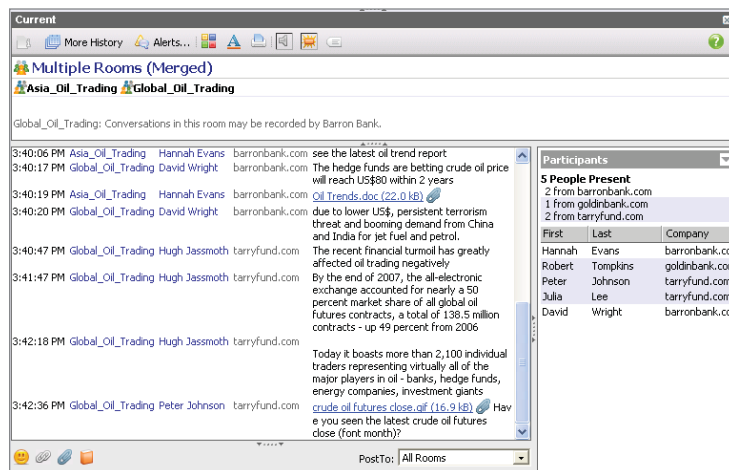 Current
More History Alerts... A
Multiple Rooms (Merged)
Asia_Oil_Trading Global_Oil_Trading
Global_Oil_Trading: Conversations in this room may be recorded by Barron Bank.
3:40:06 PM Asia_Oil_Trading Hannah Evans barronbank.com see the latest oil trend report
3:40:17 PM Global_Oil_Trading David Wright barronbank.com The hedge funds are betting crude oil price
will reach US$80 within 2 years
3:40:19 PM Asia_Oil_Trading Hannah Evans barronbank.com Oil Trends.doc (22.0 kB)
3:40:20 PM Global_Oil_Trading David Wright barronbank.com due to lower US$, persistent terrorism
threat and booming demand from China
and India for jet fuel and petrol.
3:40:47 PM Global_Oil_Trading Hugh Jassmoth tarryfund.com The recent financial turmoil has greatly
affected oil trading negatively
3:41:47 PM Global_Oil_Trading Hugh Jassmoth tarryfund.com By the end of 2007, the all-electronic
exchange accounted for nearly a 50
percent market share of all global oil
futures contracts, a total of 138.5 million
contracts - up 49 percent from 2006
3:42:18 PM Global_Oil_Trading Hugh Jassmoth tarryfund.com
Today it boasts more than 2,100 individual
traders representing virtually all of the
major players in oil - banks, hedge funds,
energy companies, investment giants
3:42:36 PM Global_Oil_Trading Peter Johnson tarryfund.com crude oil futures close.gif (16.9 kB) Hav
e you seen the latest crude oil futures
close (font month)?
PostTo: All Rooms
Participants
5 People Present
2 from barronbank.com
1 from goldinbank.com
2 from tarryfund.com
First Last Company
Hannah Evans barronbank.co
Robert Tompkins goldinbank.com
Peter Johnson tarryfund.com
Julia Lee tarryfund.com
David Wright barronbank.co